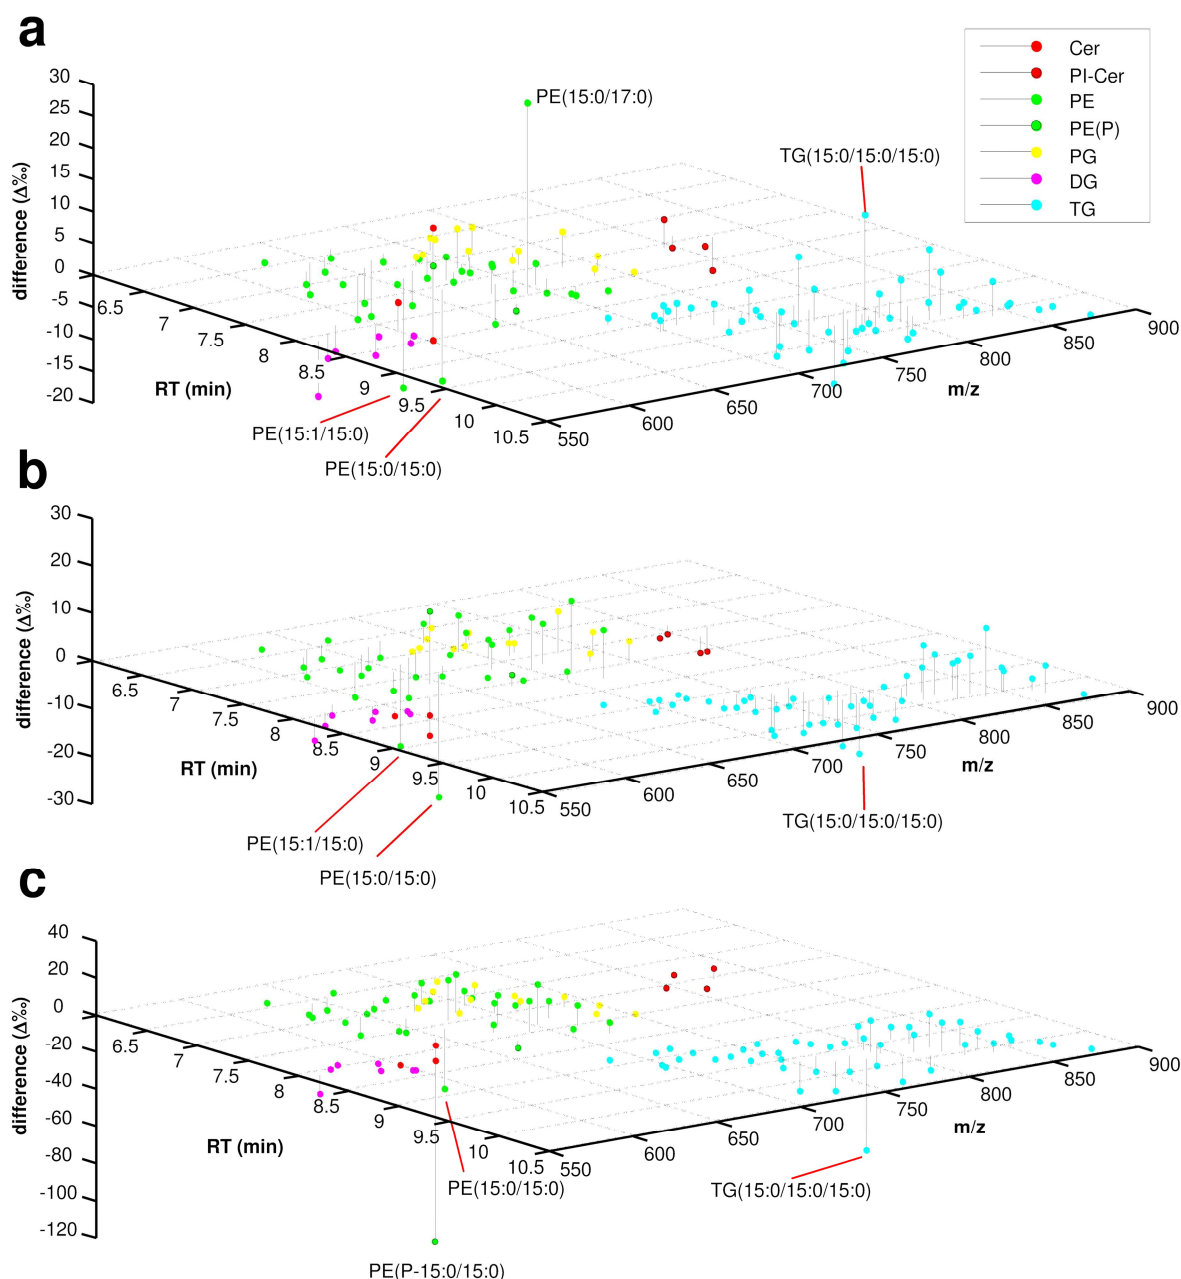 a
Cer
PI-Cer
PE
PE(P)
PG
DG
TG
30
25
20
15
10
5
0
-5
-10
-15
-20
difference (Δ‰)
PE(15:0/17:0)
TG(15:0/15:0/15:0)
6.5
7
7.5
8
8.5
9
9.5
10
10.5
RT (min)
550
600
650
700
750
800
850
900
m/z
PE(15:1/15:0)
PE(15:0/15:0)
b
30
20
10
0
-10
-20
-30
difference (Δ‰)
6.5
7
7.5
8
8.5
9
9.5
10
10.5
RT (min)
550
600
650
700
750
800
850
900
m/z
TG(15:0/15:0/15:0)
PE(15:1/15:0)
PE(15:0/15:0)
c
40
20
0
-20
-40
-60
-80
-100
-120
difference (Δ‰)
6.5
7
7.5
8
8.5
9
9.5
10
10.5
RT (min)
550
600
650
700
750
800
850
900
m/z
PE(15:0/15:0)
TG(15:0/15:0/15:0)
PE(P-15:0/15:0)